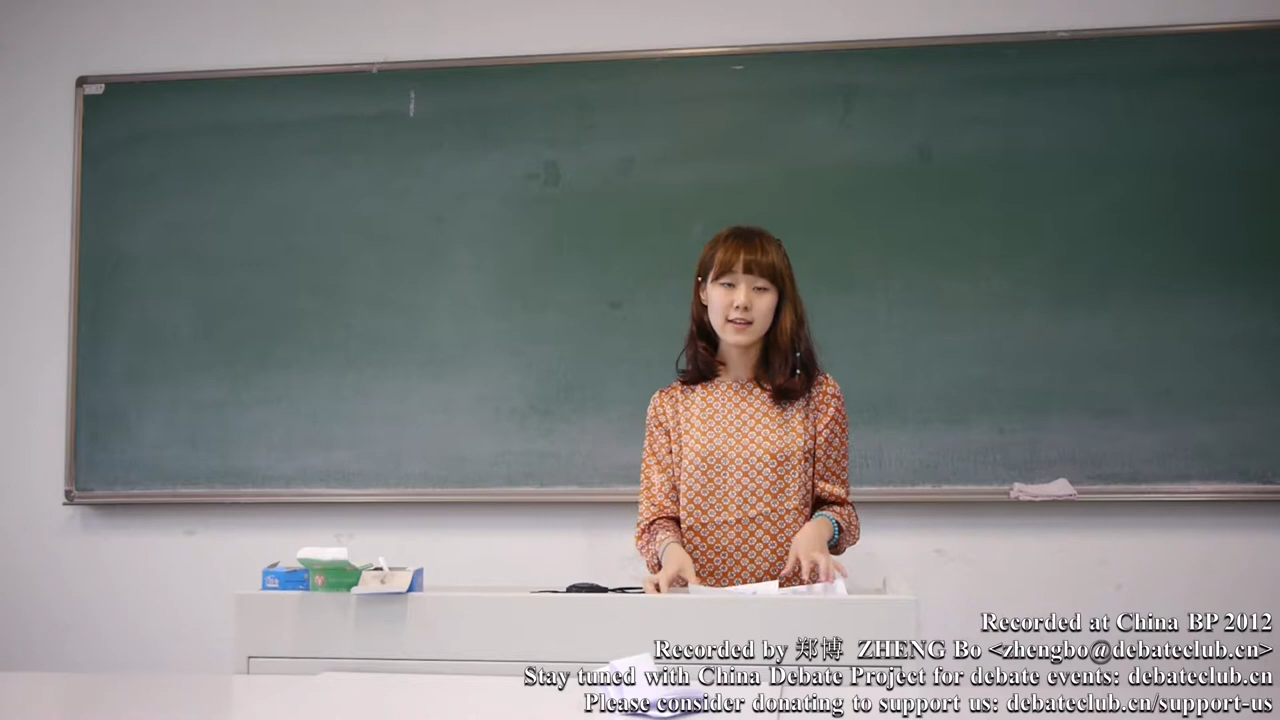 Recorded at China BP 2012
Recorded by 郑博 ZHENG Bo <zhengbo@debateclub.cn>
Stay tuned with China Debate Project for debate events: debateclub.cn
Please consider donating to support us: debateclub.cn/support-us